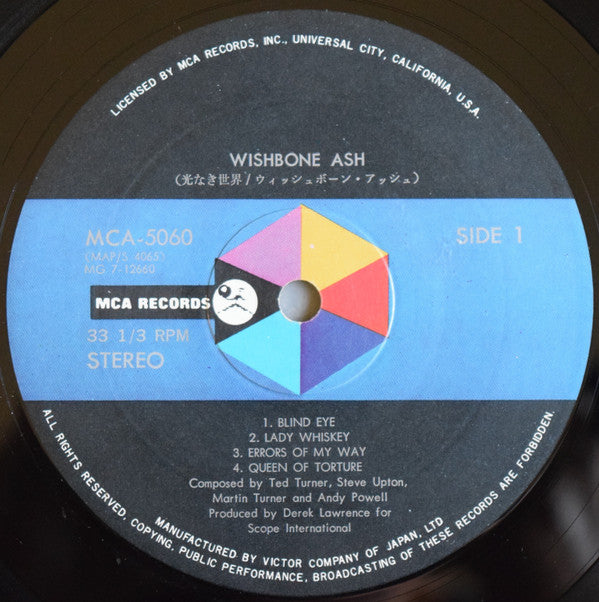 LICENSED BY MCA RECORDS, INC., UNIVERSAL CITY, CALIFORNIA, U.S.A.
WISHBONE ASH
(光なき世界/ウィッシュボーン・アッシュ)
MCA-5060
SIDE 1
(MAP/S 4065)
MG 7-12660
MCA RECORDS
33 1/3 RPM
STEREO
1. BLIND EYE
2. LADY WHISKEY
3. ERRORS OF MY WAY
4. QUEEN OF TORTURE
Composed by Ted Turner, Steve Upton,
Martin Turner and Andy Powell
Produced by Derek Lawrence for
Scope International
MANUFACTURED BY VICTOR COMPANY OF JAPAN, LTD
ALL RIGHTS RESERVED, COPYING, PUBLIC PERFORMANCE, BROADCASTING OF THESE RECORDS ARE FORBIDDEN.